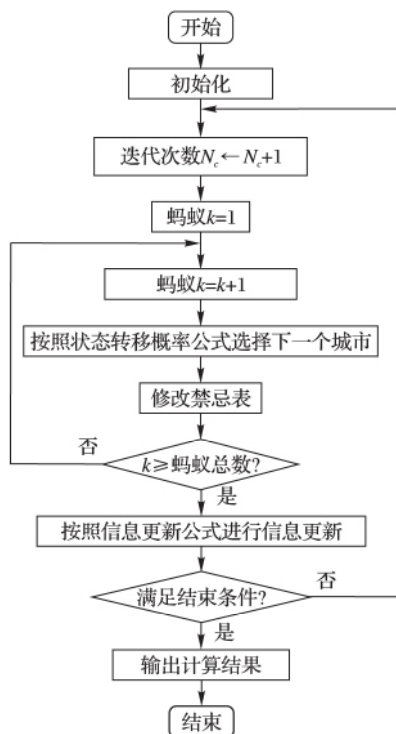 开始
初始化
迭代次数N_c←N_c+1
蚂蚁k=1
蚂蚁k=k+1
按照状态转移概率公式选择下一个城市
修改禁忌表
否
k≥蚂蚁总数?
是
按照信息更新公式进行信息更新
否
满足结束条件?
是
输出计算结果
结束